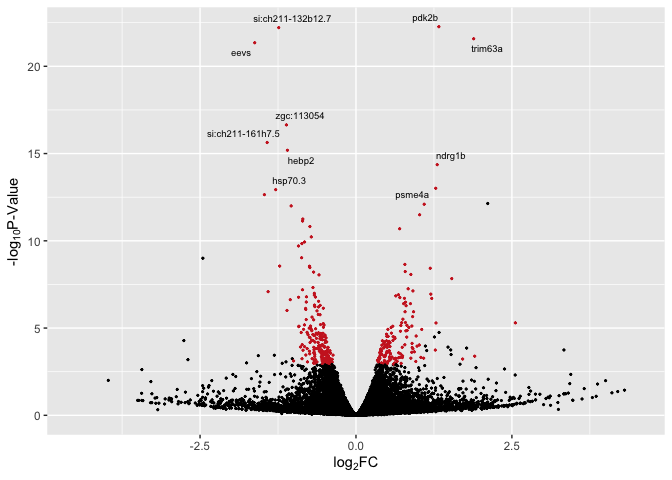 si:ch211-132b12.7
pdk2b
eevs
trim63a
zgc:113054
si:ch211-161h7.5
hebp2
ndrg1b
hsp70.3
psme4a
20
15
10
5
0
-log10P-Value
-2.5
0.0
2.5
log2FC